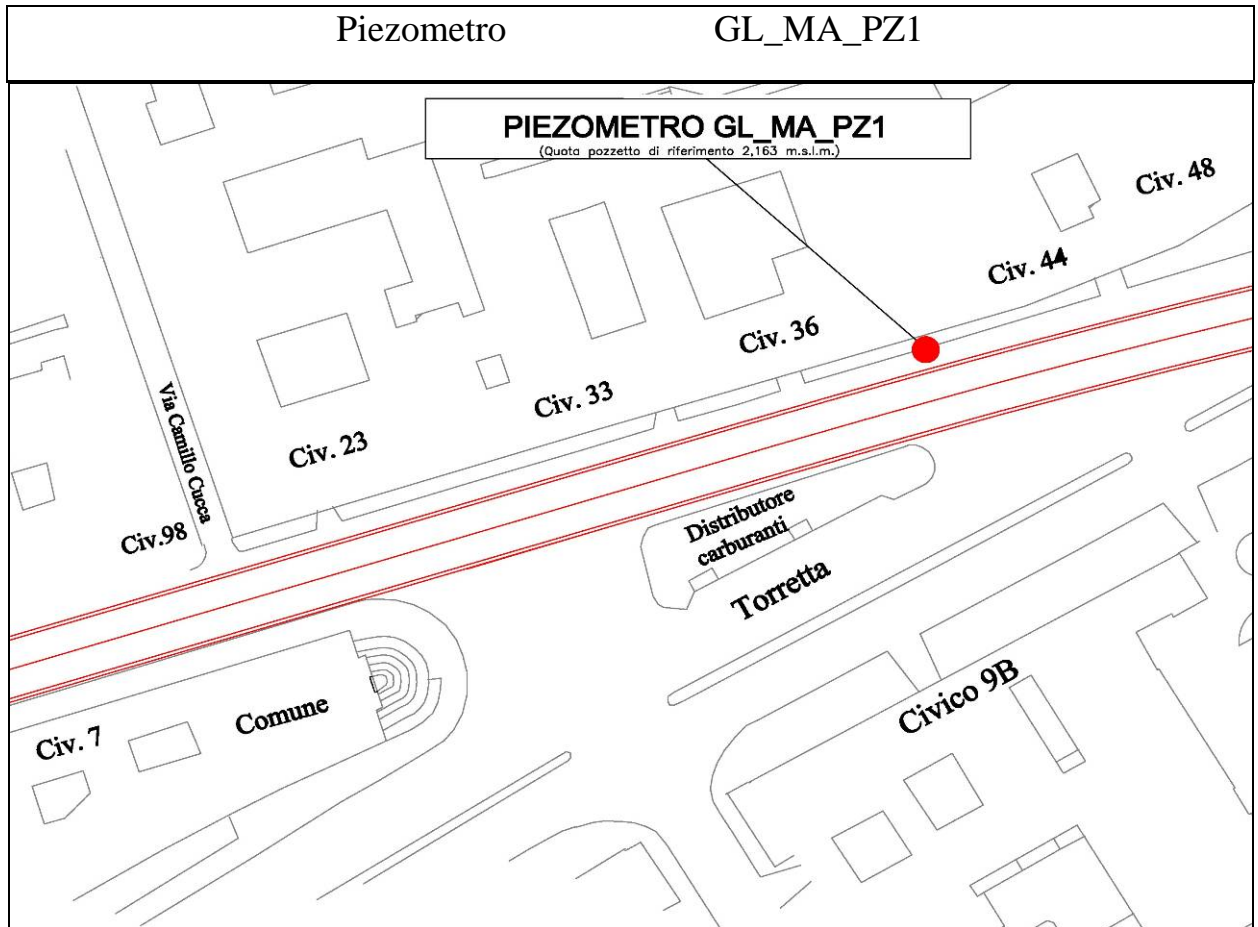 Piezometro GL_MA_PZ1
PIEZOMETRO GL_MA_PZ1
(Quota pozzetto di riferimento 2,163 m.s.l.m.)
Civ. 48
Civ. 44
Civ. 36
Civ. 33
Civ. 23
Via Camillo Cucca
Civ.98
Distributore
carburanti
Torretta
Civico 9B
Comune
Civ. 7